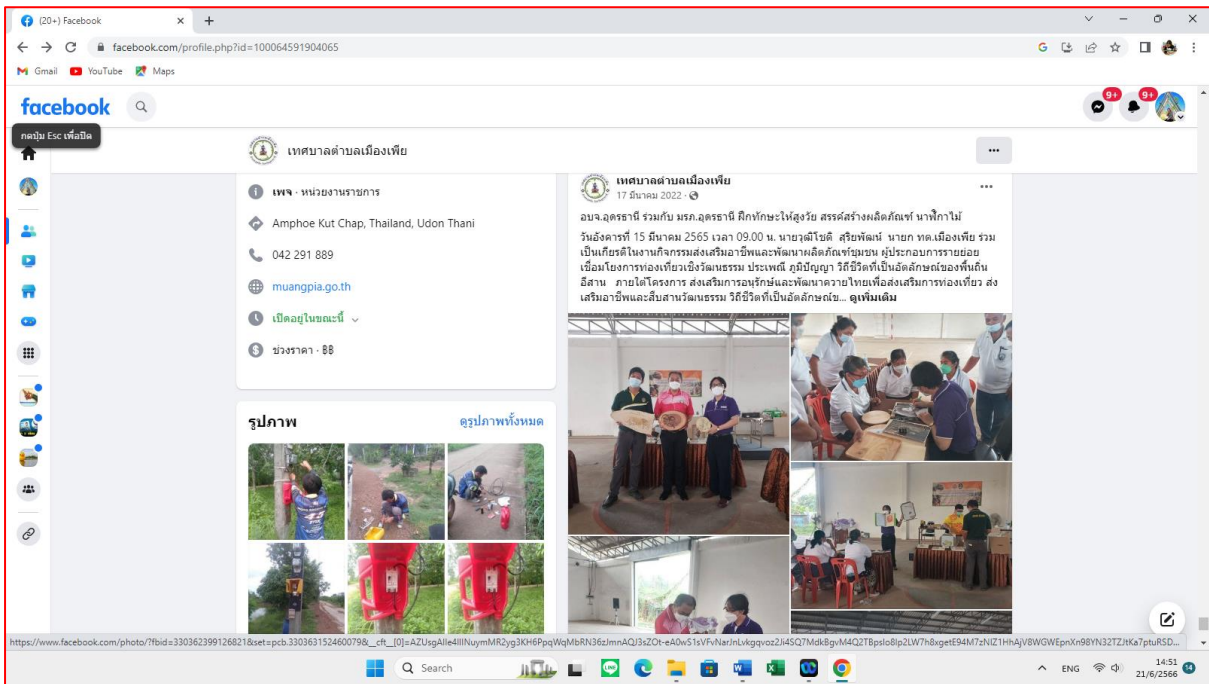 (20+) Facebook
facebook.com/profile.php?id=100064591904065
Gmail YouTube Maps
facebook
9+ 9+
กดปุ่ม Esc เพื่อปิด
เทศบาลตำบลเมืองเพีย
เพจ · หน่วยงานราชการ
Amphoe Kut Chap, Thailand, Udon Thani
042 291 889
muangpia.go.th
เปิดอยู่ในขณะนี้
ช่วงราคา · ฿฿
รูปภาพ ดูรูปภาพทั้งหมด
เทศบาลตำบลเมืองเพีย
17 มีนาคม 2022
อบจ.อุดรธานี ร่วมกับ มรภ.อุดรธานี ฝึกทักษะให้สูงวัย สรรค์สร้างผลิตภัณฑ์ นาฬิกาไม้
วันอังคารที่ 15 มีนาคม 2565 เวลา 09.00 น. นายวุฒิโชติ สุริยพัฒน์ นายก ทต.เมืองเพีย ร่วม
เป็นเกียรติในงานกิจกรรมส่งเสริมอาชีพและพัฒนาผลิตภัณฑ์ชุมชน ผู้ประกอบการรายย่อย
เชื่อมโยงการท่องเที่ยวเชิงวัฒนธรรม ประเพณี ภูมิปัญญา วิถีชีวิตที่เป็นอัตลักษณ์ของพื้นถิ่น
อีสาน ภายใต้โครงการ ส่งเสริมการอนุรักษ์และพัฒนาควายไทยเพื่อส่งเสริมการท่องเที่ยว ส่ง
เสริมอาชีพและสืบสานวัฒนธรรม วิถีชีวิตที่เป็นอัตลักษณ์ข... ดูเพิ่มเติม
Search
ENG
14:51
21/6/2566
14